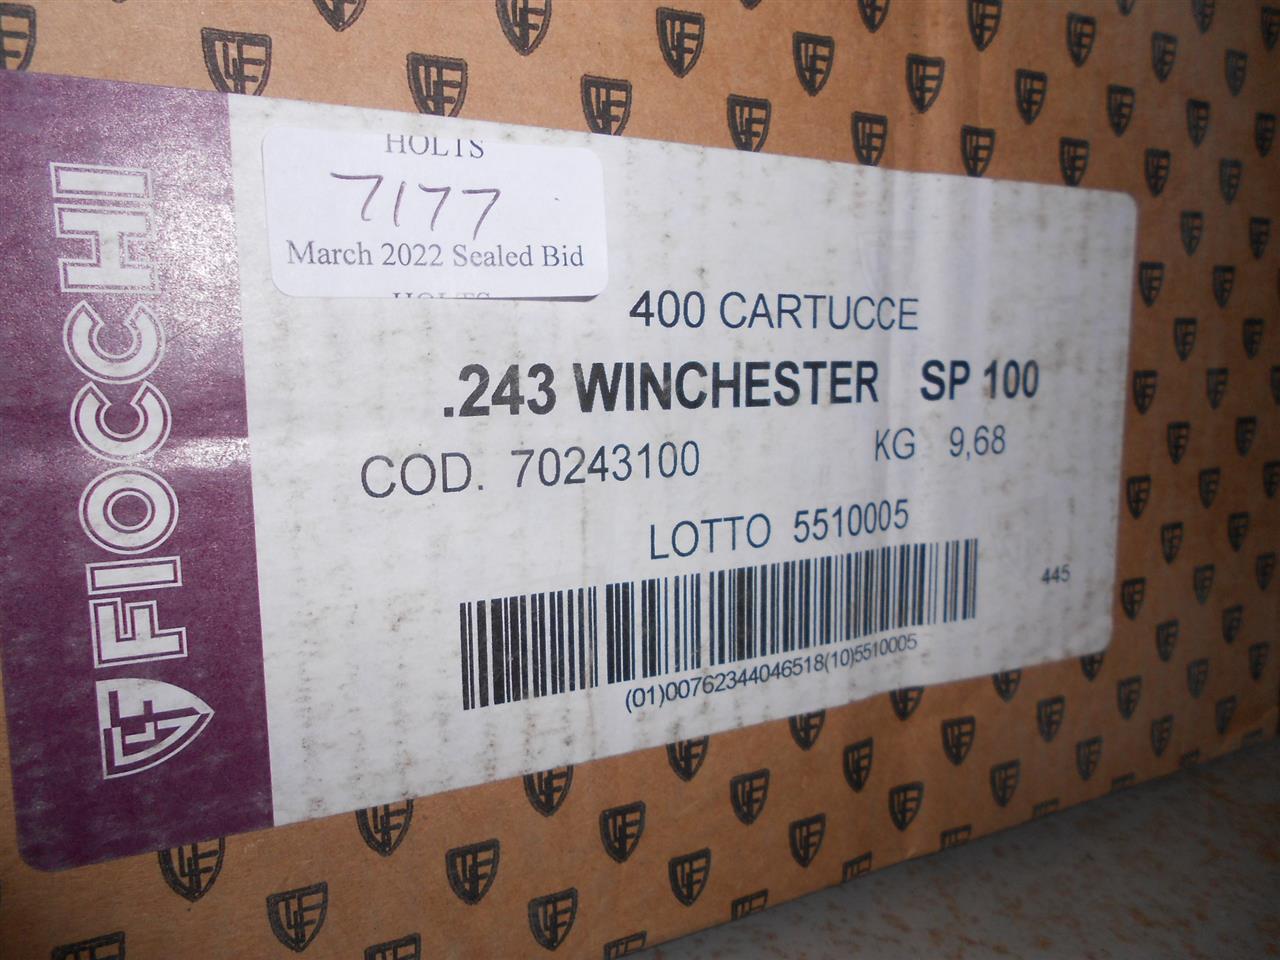 FIOCCHI
HOLTS
7177
March 2022 Sealed Bid
HOLTS
400 CARTUCCE
.243 WINCHESTER SP 100
COD. 70243100 KG 9,68
LOTTO 5510005
445
(01)00762344046518(10)5510005